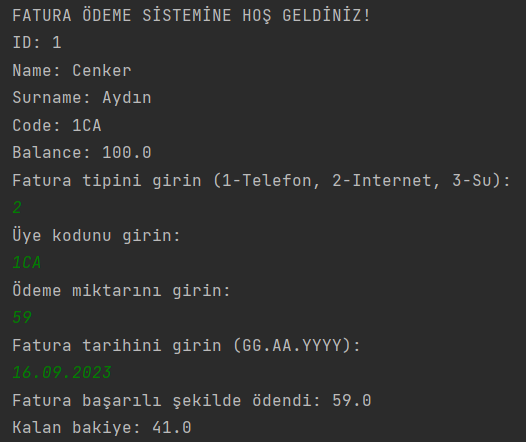 FATURA ÖDEME SİSTEMİNE HOŞ GELDİNİZ!
ID: 1
Name: Cenker
Surname: Aydın
Code: 1CA
Balance: 100.0
Fatura tipini girin (1-Telefon, 2-Internet, 3-Su):
2
Üye kodunu girin:
1CA
Ödeme miktarını girin:
59
Fatura tarihini girin (GG.AA.YYYY):
16.09.2023
Fatura başarılı şekilde ödendi: 59.0
Kalan bakiye: 41.0